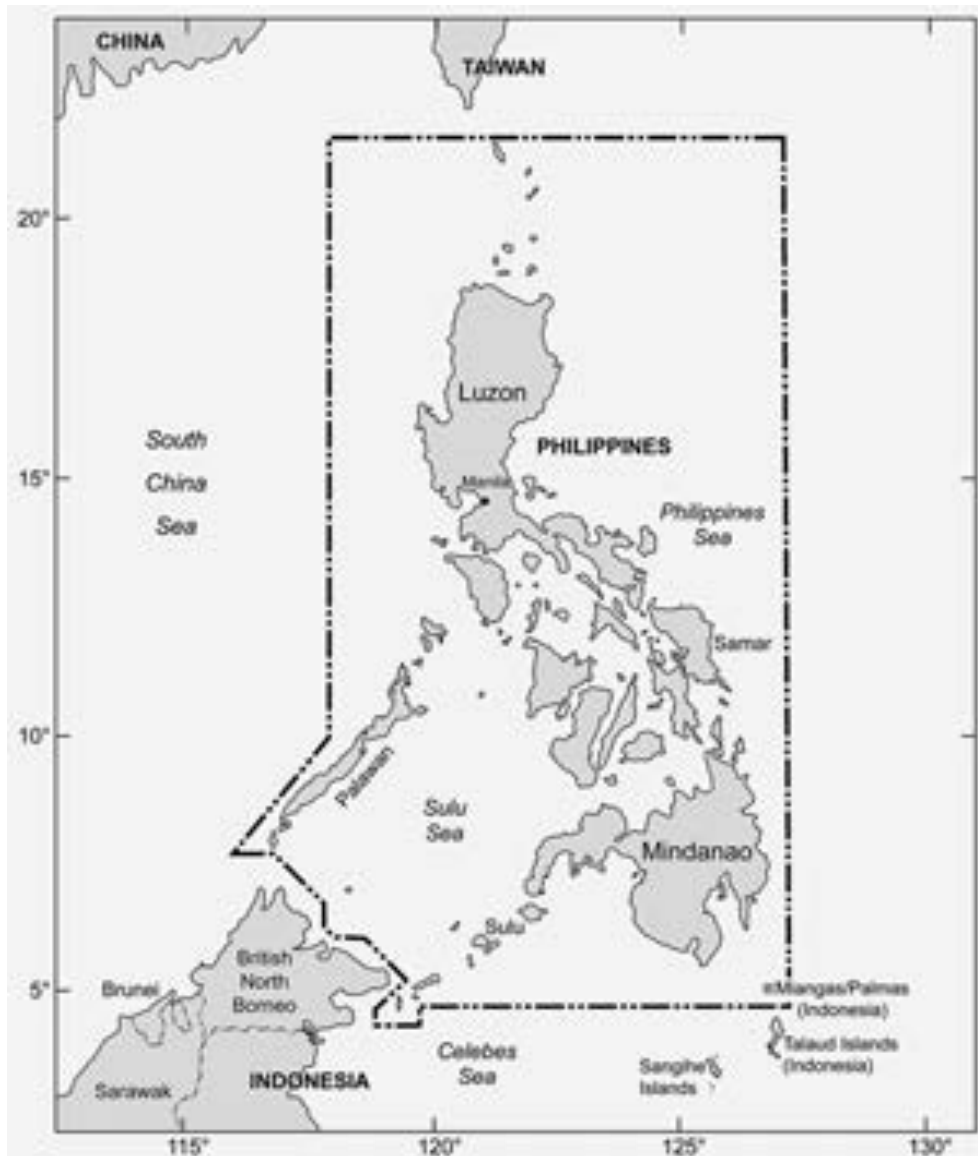 CHINA
TAIWAN
20°
Luzon
South
China
Sea
PHILIPPINES
15°
Manila
Philippines
Sea
Samar
10°
Palawan
Sulu
Sea
Mindanao
Sulu
British
North
Borneo
Brunei
5°
Miangas/Palmas
(Indonesia)
Celebes
Sea
Talaud Islands
(Indonesia)
Sangihe
Islands
INDONESIA
Sarawak
115°
120°
125°
130°